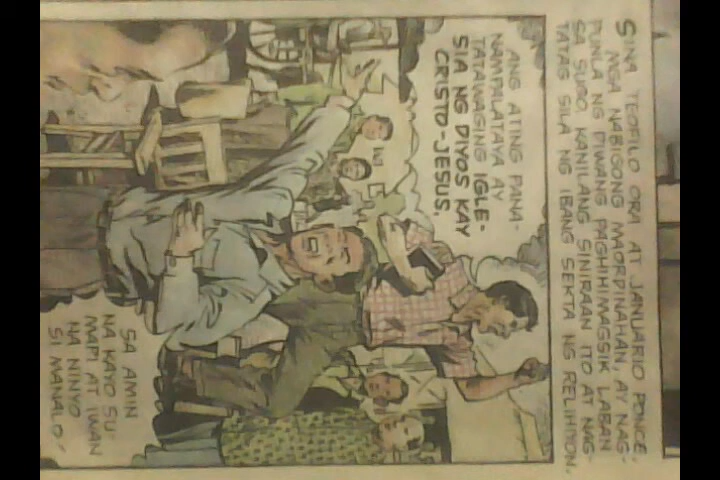 SINA TEOFILO ORA AT JANUARIO PONCE,
MGA NABIGONG MAORDINAHAN, AY NAG-
PUNLA NG DIWANG PAGHIHIMAGSIK LABAN
SA SUGO. KANILANG SINIRAAN ITO AT NAG-
TATAG SILA NG IBANG SEKTA NG RELIHIYON.
ANG ATING PANA-
NAMPALATAYA AY
TATAWAGING IGLE-
SIA NG DIYOS KAY
CRISTO-JESUS.
SA AMIN
NA KAYO SU-
MAPI AT IWAN
NA NINYO
SI MANALO!